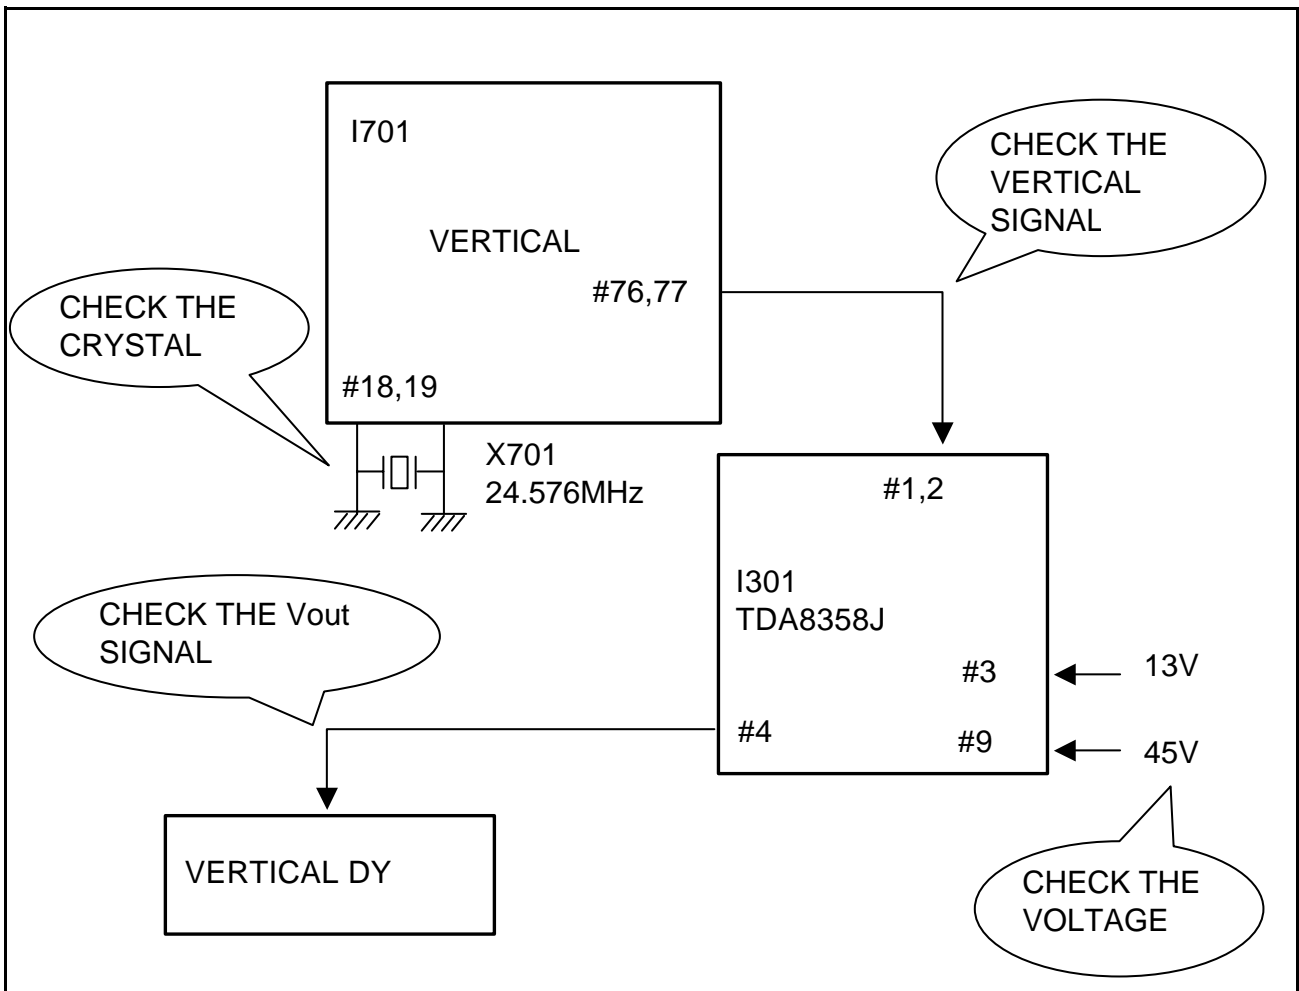 I701
VERTICAL
#76,77
#18,19
CHECK THE
VERTICAL
SIGNAL
CHECK THE
CRYSTAL
X701
24.576MHz
#1,2
I301
TDA8358J
#3
13V
#4
#9
45V
CHECK THE Vout
SIGNAL
VERTICAL DY
CHECK THE
VOLTAGE